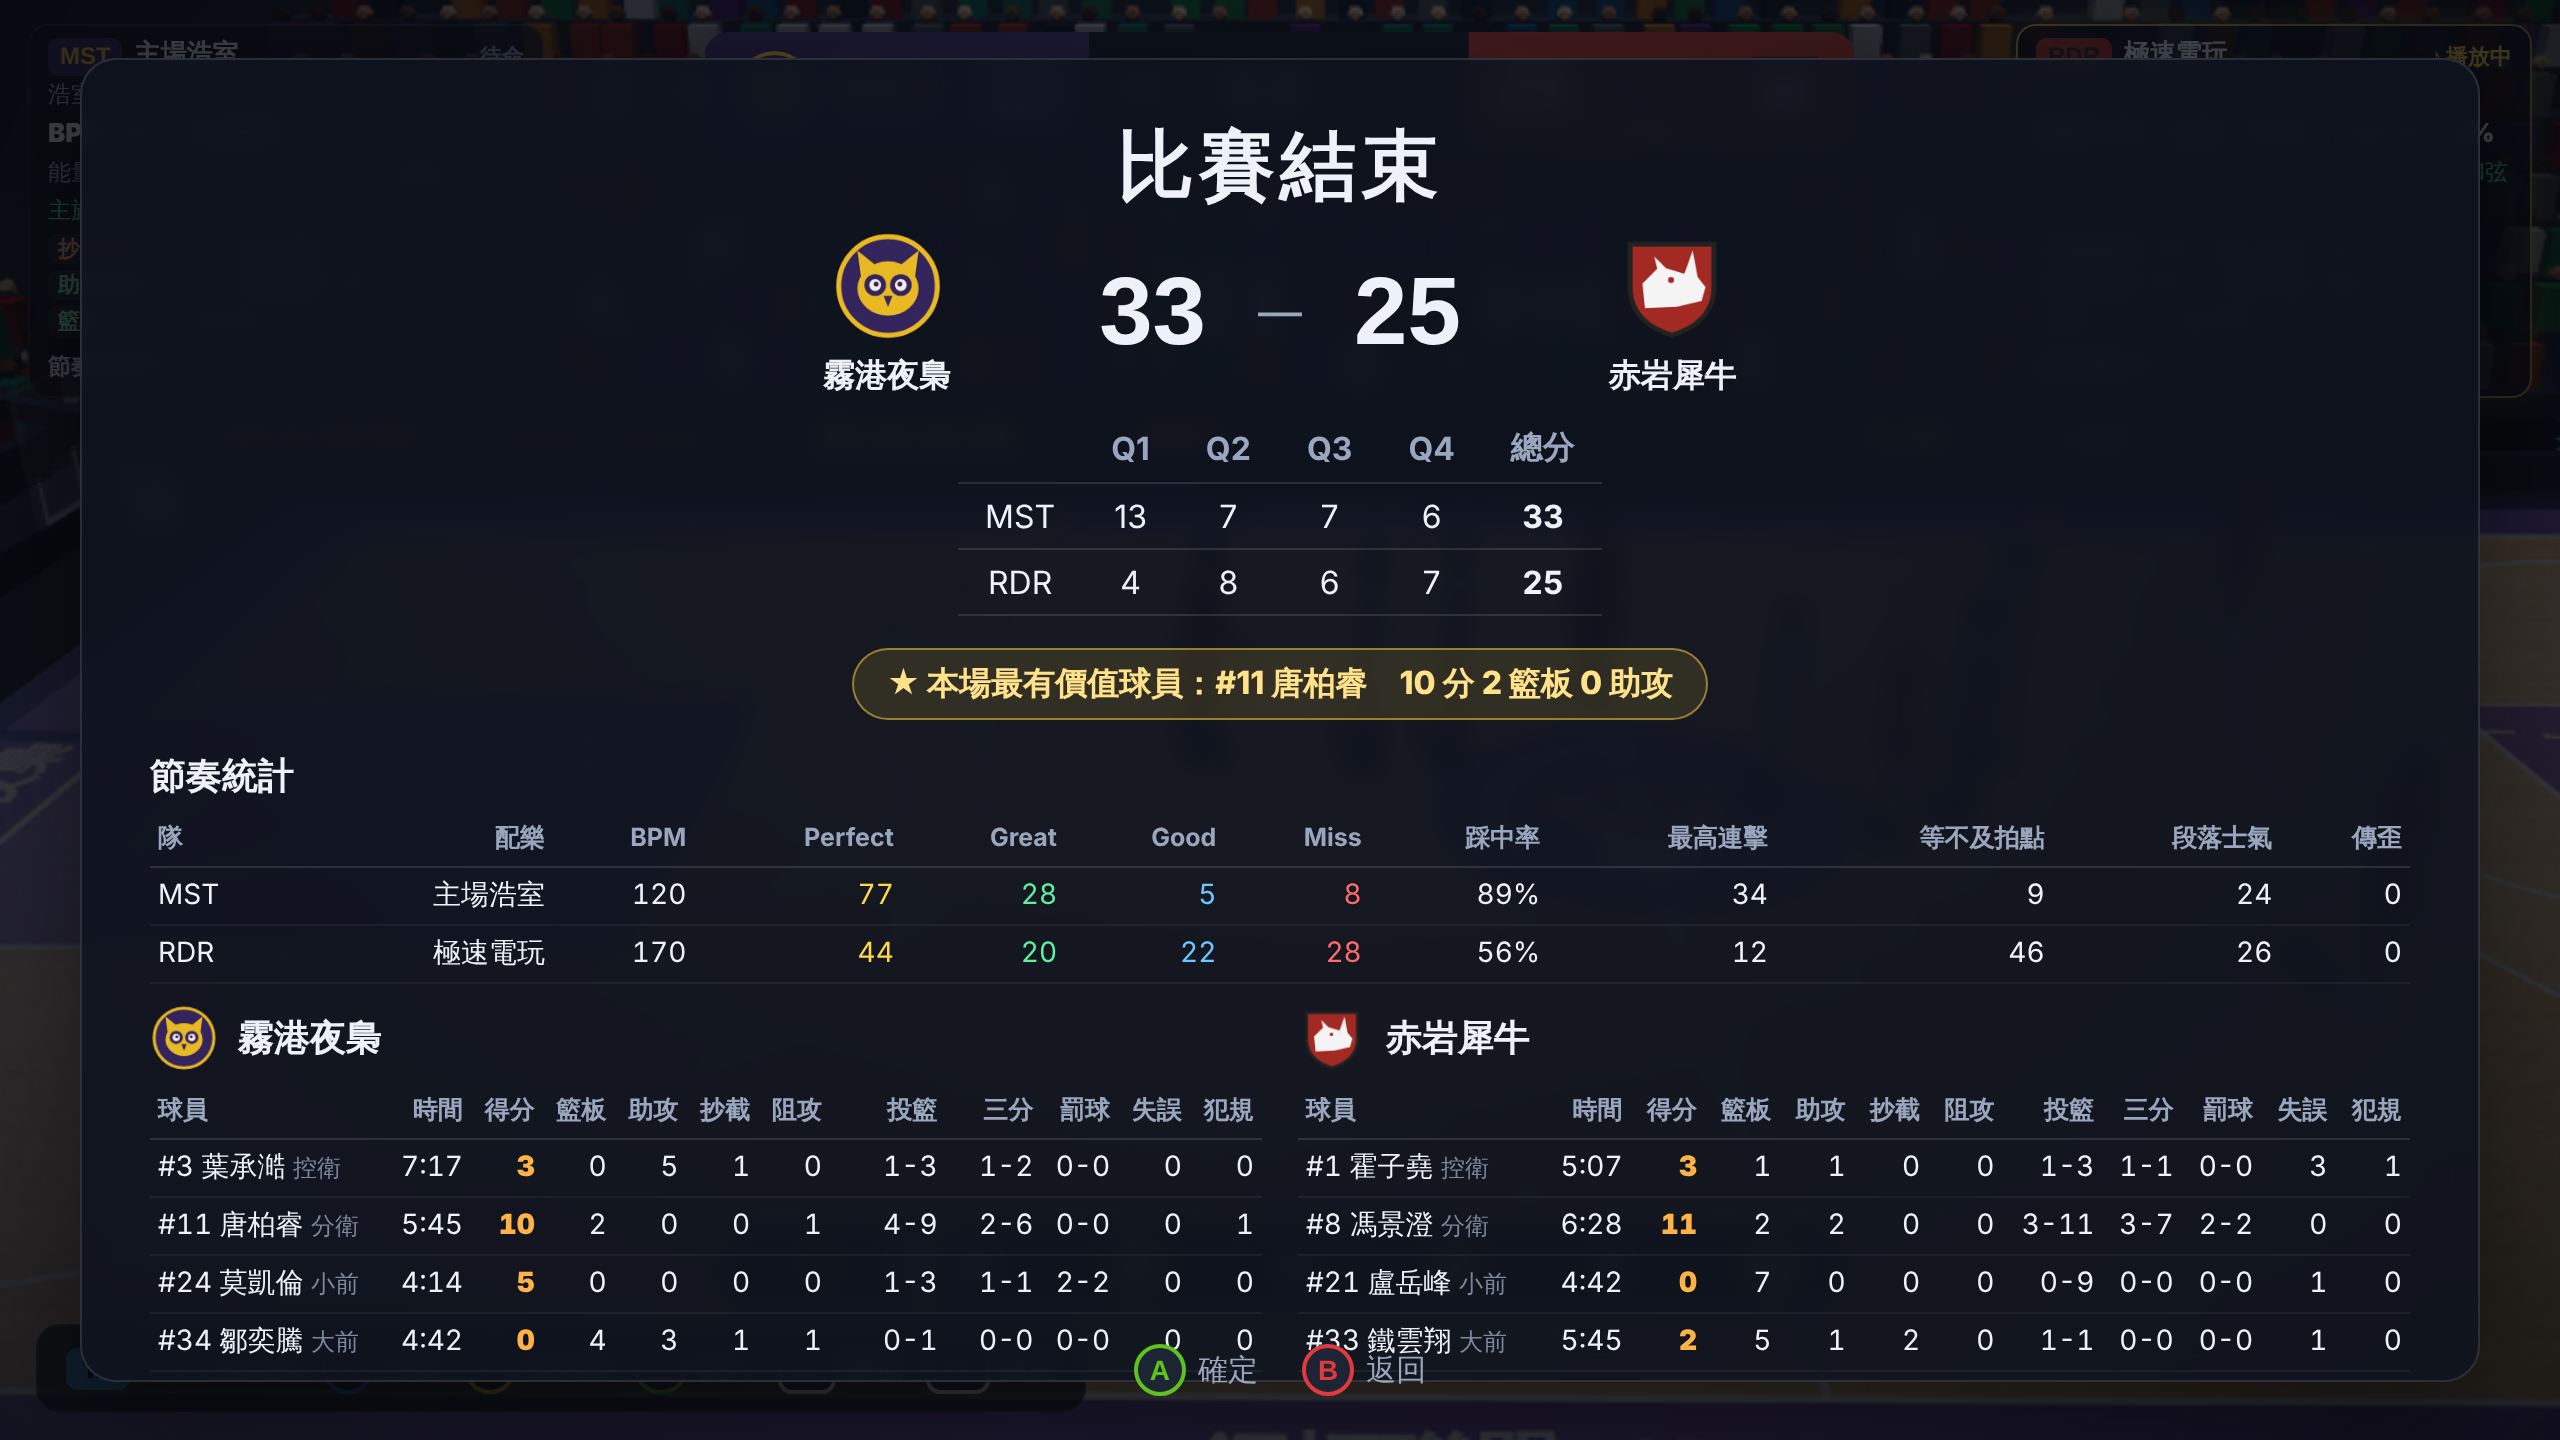 MST 主場浩室 待命
RDR 極速電玩 播放中
比賽結束
33 — 25
霧港夜梟 赤岩犀牛
Q1 Q2 Q3 Q4 總分
MST 13 7 7 6 33
RDR 4 8 6 7 25
★ 本場最有價值球員：#11 唐柏睿 10 分 2 籃板 0 助攻
節奏統計
隊 配樂 BPM Perfect Great Good Miss 踩中率 最高連擊 等不及拍點 段落士氣 傳歪
MST 主場浩室 120 77 28 5 8 89% 34 9 24 0
RDR 極速電玩 170 44 20 22 28 56% 12 46 26 0
霧港夜梟
球員 時間 得分 籃板 助攻 抄截 阻攻 投籃 三分 罰球 失誤 犯規
#3 葉承澔 控衛 7:17 3 0 5 1 0 1-3 1-2 0-0 0 0
#11 唐柏睿 分衛 5:45 10 2 0 0 1 4-9 2-6 0-0 0 1
#24 莫凱倫 小前 4:14 5 0 0 0 0 1-3 1-1 2-2 0 0
#34 鄒奕騰 大前 4:42 0 4 3 1 1 0-1 0-0 0-0 0 0
赤岩犀牛
球員 時間 得分 籃板 助攻 抄截 阻攻 投籃 三分 罰球 失誤 犯規
#1 霍子堯 控衛 5:07 3 1 1 0 0 1-3 1-1 0-0 3 1
#8 馮景澄 分衛 6:28 11 2 2 0 0 3-11 3-7 2-2 0 0
#21 盧岳峰 小前 4:42 0 7 0 0 0 0-9 0-0 0-0 1 0
#33 鐵雲翔 大前 5:45 2 5 1 2 0 1-1 0-0 0-0 1 0
A 確定 B 返回